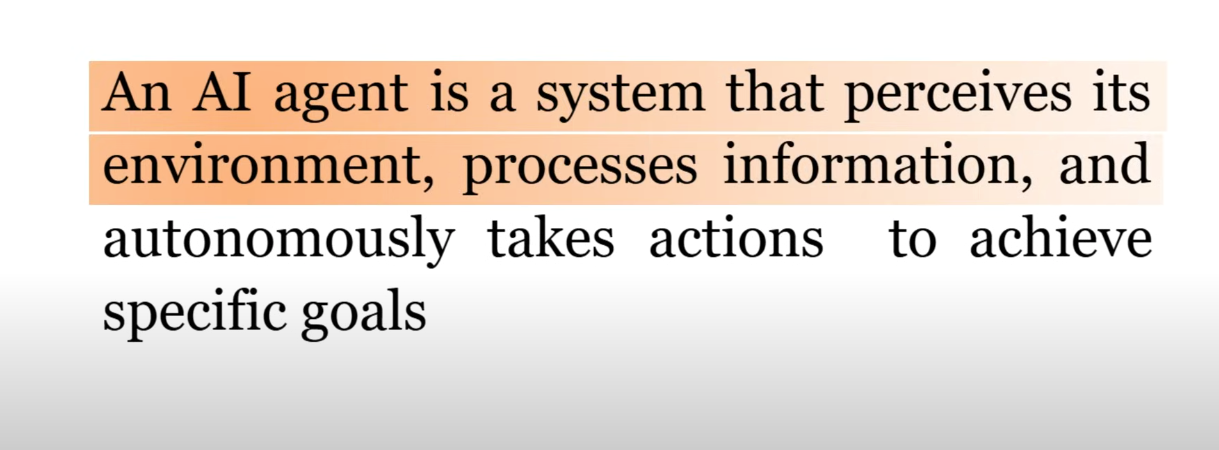 An AI agent is a system that perceives its
environment, processes information, and
autonomously takes actions to achieve
specific goals